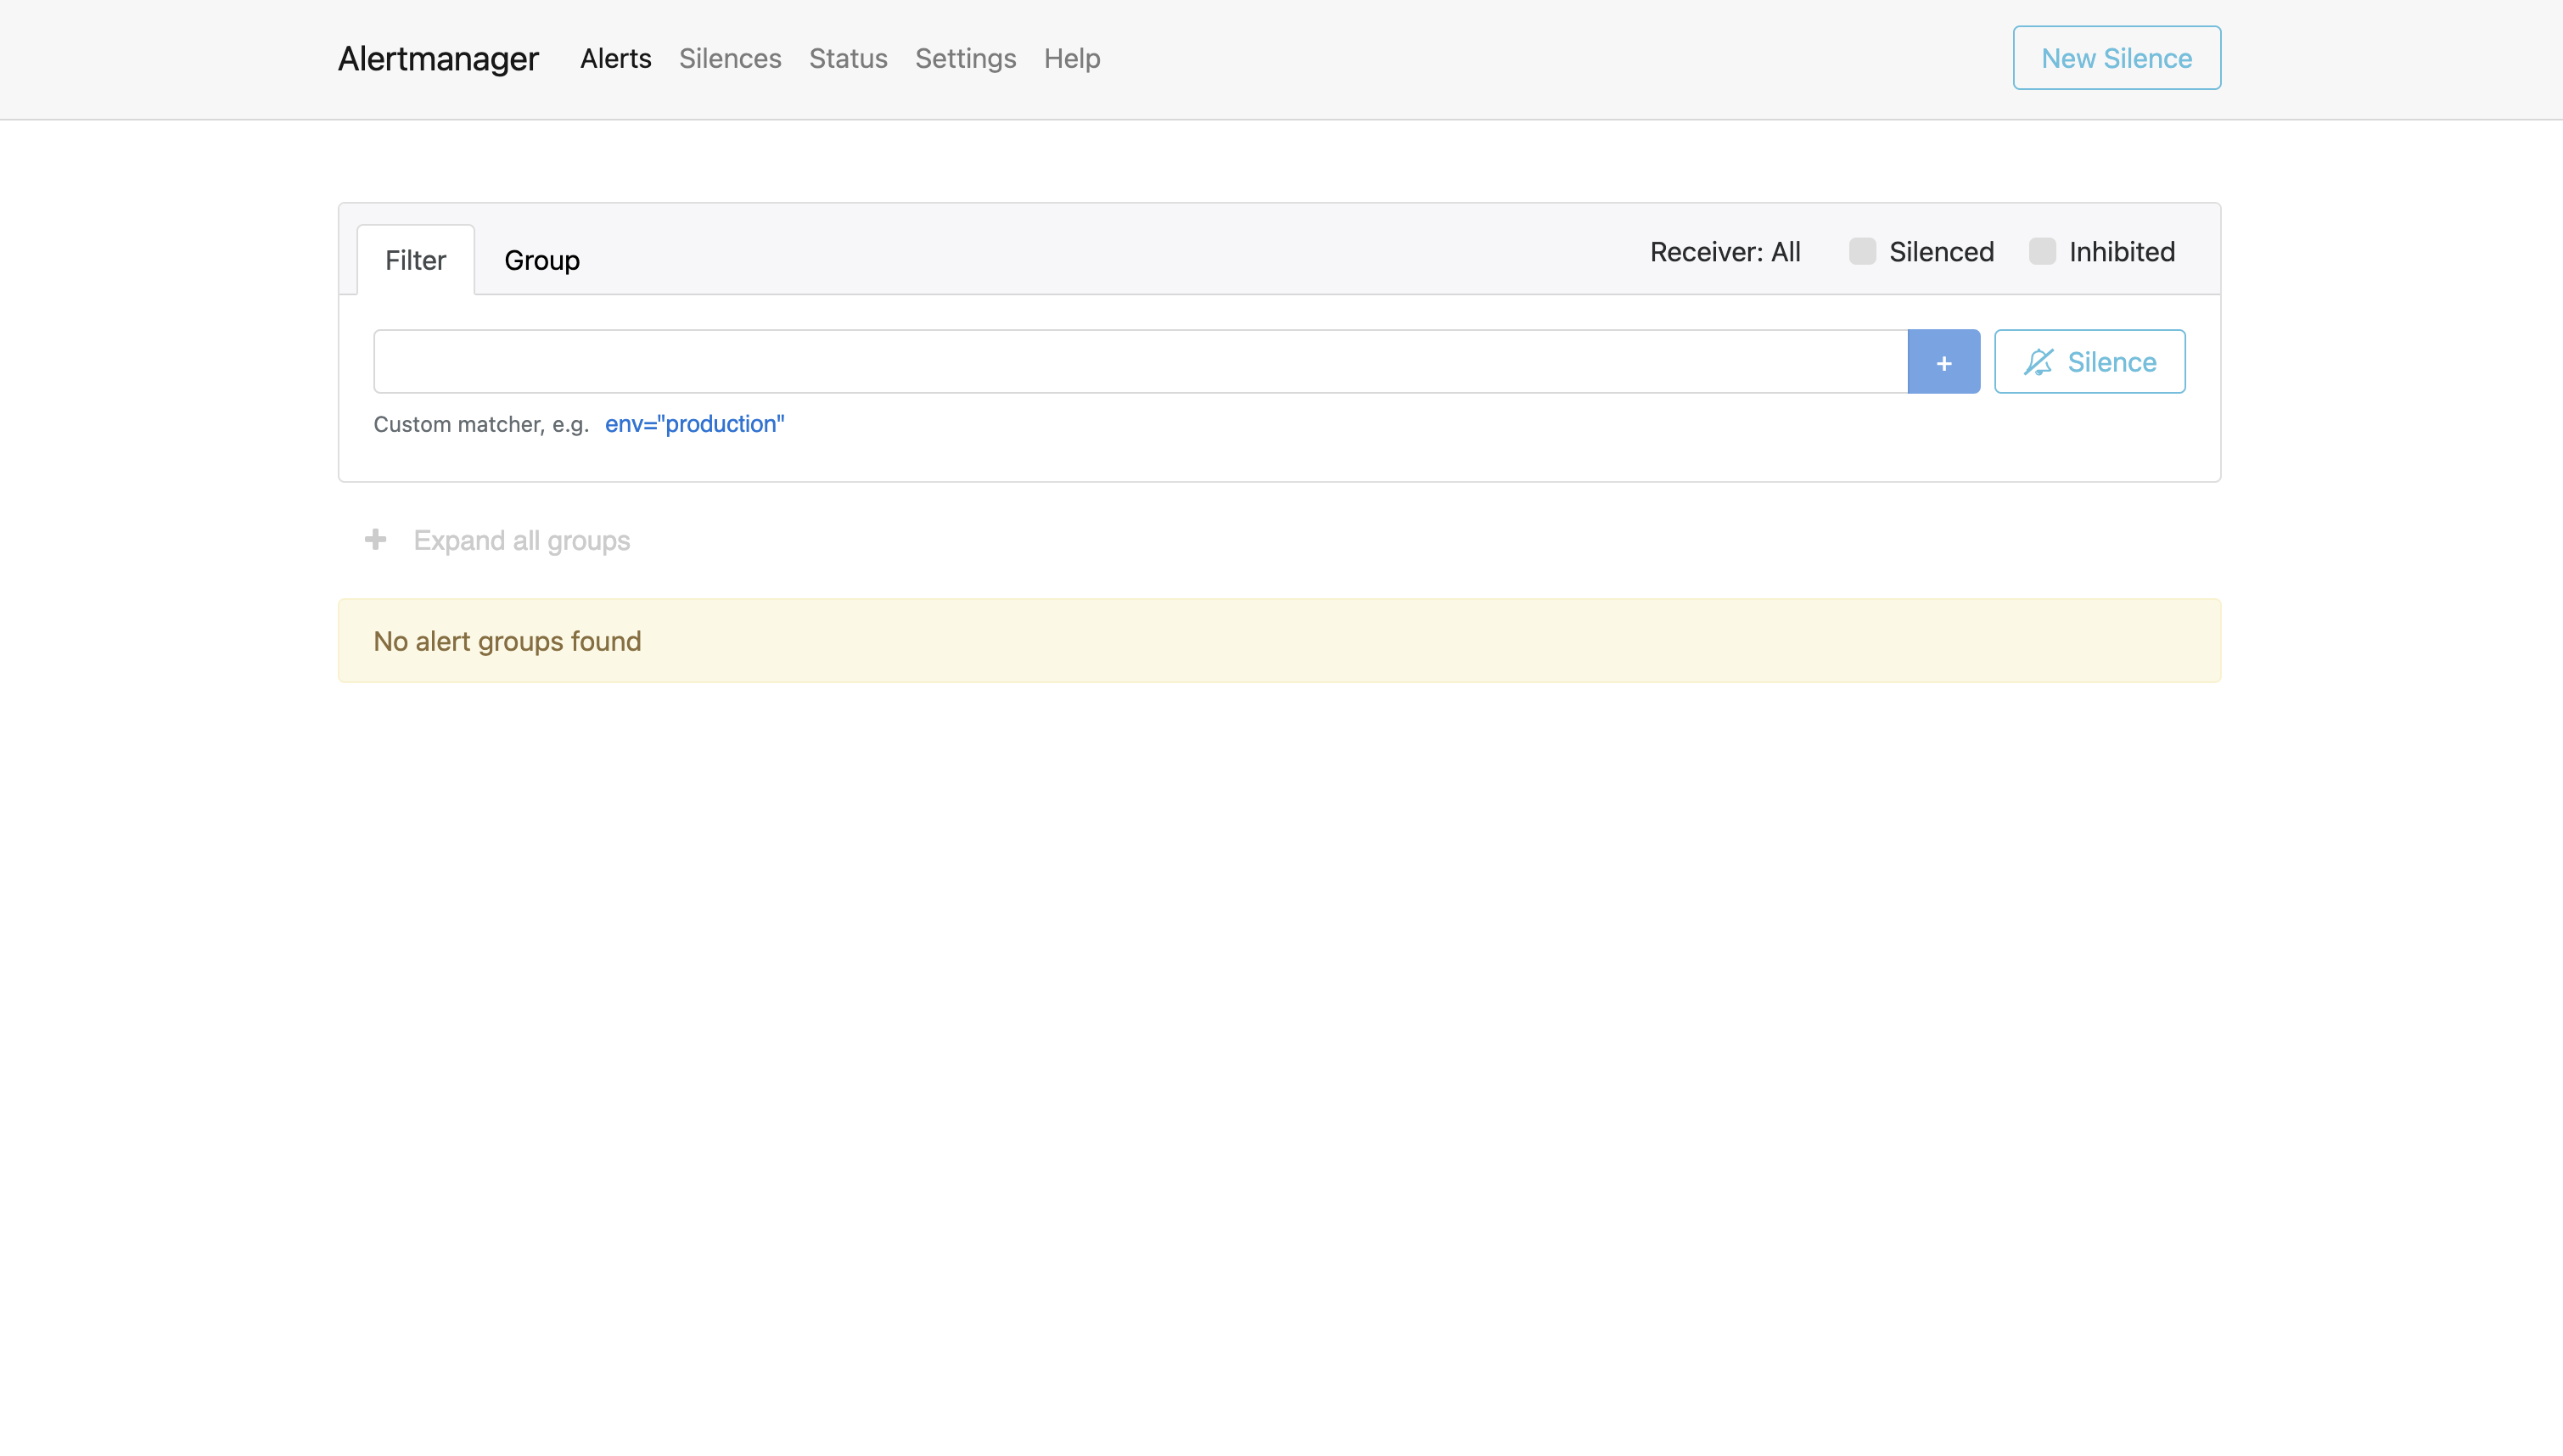 Alertmanager Alerts Silences Status Settings Help New Silence
Filter Group Receiver: All Silenced Inhibited
+ Silence
Custom matcher, e.g. env="production"
+ Expand all groups
No alert groups found